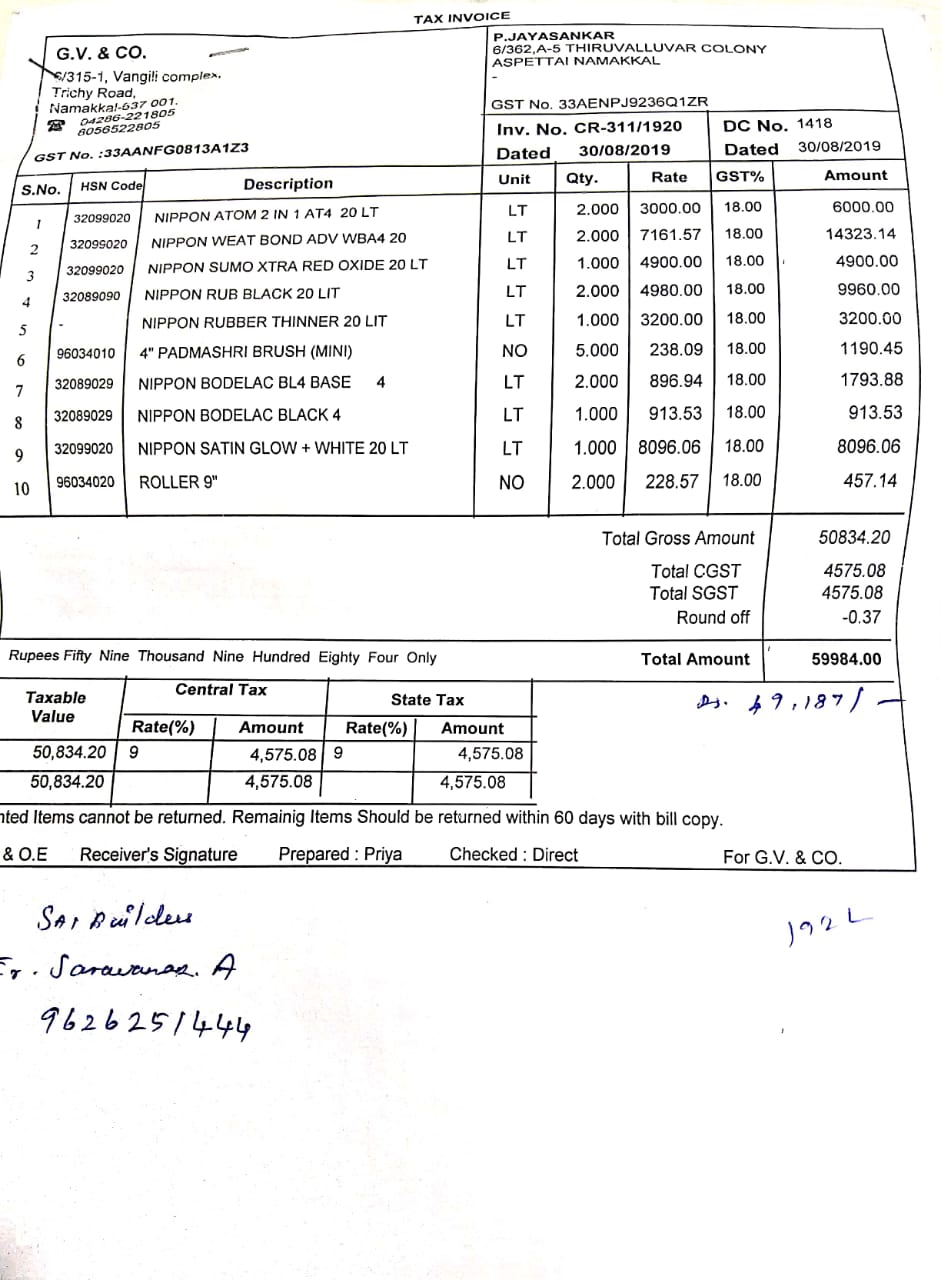 TAX INVOICE
G.V. & CO.
6/315-1, Vangili complex,
Trichy Road,
Namakkal-637 001.
☎ 04286-221805
8056522805
GST No. :33AANFG0813A1Z3
P.JAYASANKAR
6/362,A-5 THIRUVALLUVAR COLONY
ASPETTAI NAMAKKAL
-
GST No. 33AENPJ9236Q1ZR
Inv. No. CR-311/1920 DC No. 1418
Dated 30/08/2019 Dated 30/08/2019
S.No. HSN Code Description Unit Qty. Rate GST% Amount
1 32099020 NIPPON ATOM 2 IN 1 AT4 20 LT LT 2.000 3000.00 18.00 6000.00
2 32099020 NIPPON WEAT BOND ADV WBA4 20 LT 2.000 7161.57 18.00 14323.14
3 32099020 NIPPON SUMO XTRA RED OXIDE 20 LT LT 1.000 4900.00 18.00 4900.00
4 32089090 NIPPON RUB BLACK 20 LIT LT 2.000 4980.00 18.00 9960.00
5 - NIPPON RUBBER THINNER 20 LIT LT 1.000 3200.00 18.00 3200.00
6 96034010 4" PADMASHRI BRUSH (MINI) NO 5.000 238.09 18.00 1190.45
7 32089029 NIPPON BODELAC BL4 BASE 4 LT 2.000 896.94 18.00 1793.88
8 32089029 NIPPON BODELAC BLACK 4 LT 1.000 913.53 18.00 913.53
9 32099020 NIPPON SATIN GLOW + WHITE 20 LT LT 1.000 8096.06 18.00 8096.06
10 96034020 ROLLER 9" NO 2.000 228.57 18.00 457.14
Total Gross Amount 50834.20
Total CGST 4575.08
Total SGST 4575.08
Round off -0.37
Rupees Fifty Nine Thousand Nine Hundred Eighty Four Only Total Amount 59984.00
Taxable Value Central Tax State Tax
Rate(%) Amount Rate(%) Amount
50,834.20 9 4,575.08 9 4,575.08
50,834.20 4,575.08 4,575.08
9,187/-
nted Items cannot be returned. Remainig Items Should be returned within 60 days with bill copy.
& O.E Receiver's Signature Prepared : Priya Checked : Direct For G.V. & CO.
SAI Builders
Er. Saravanan. A
9626251444
192 L